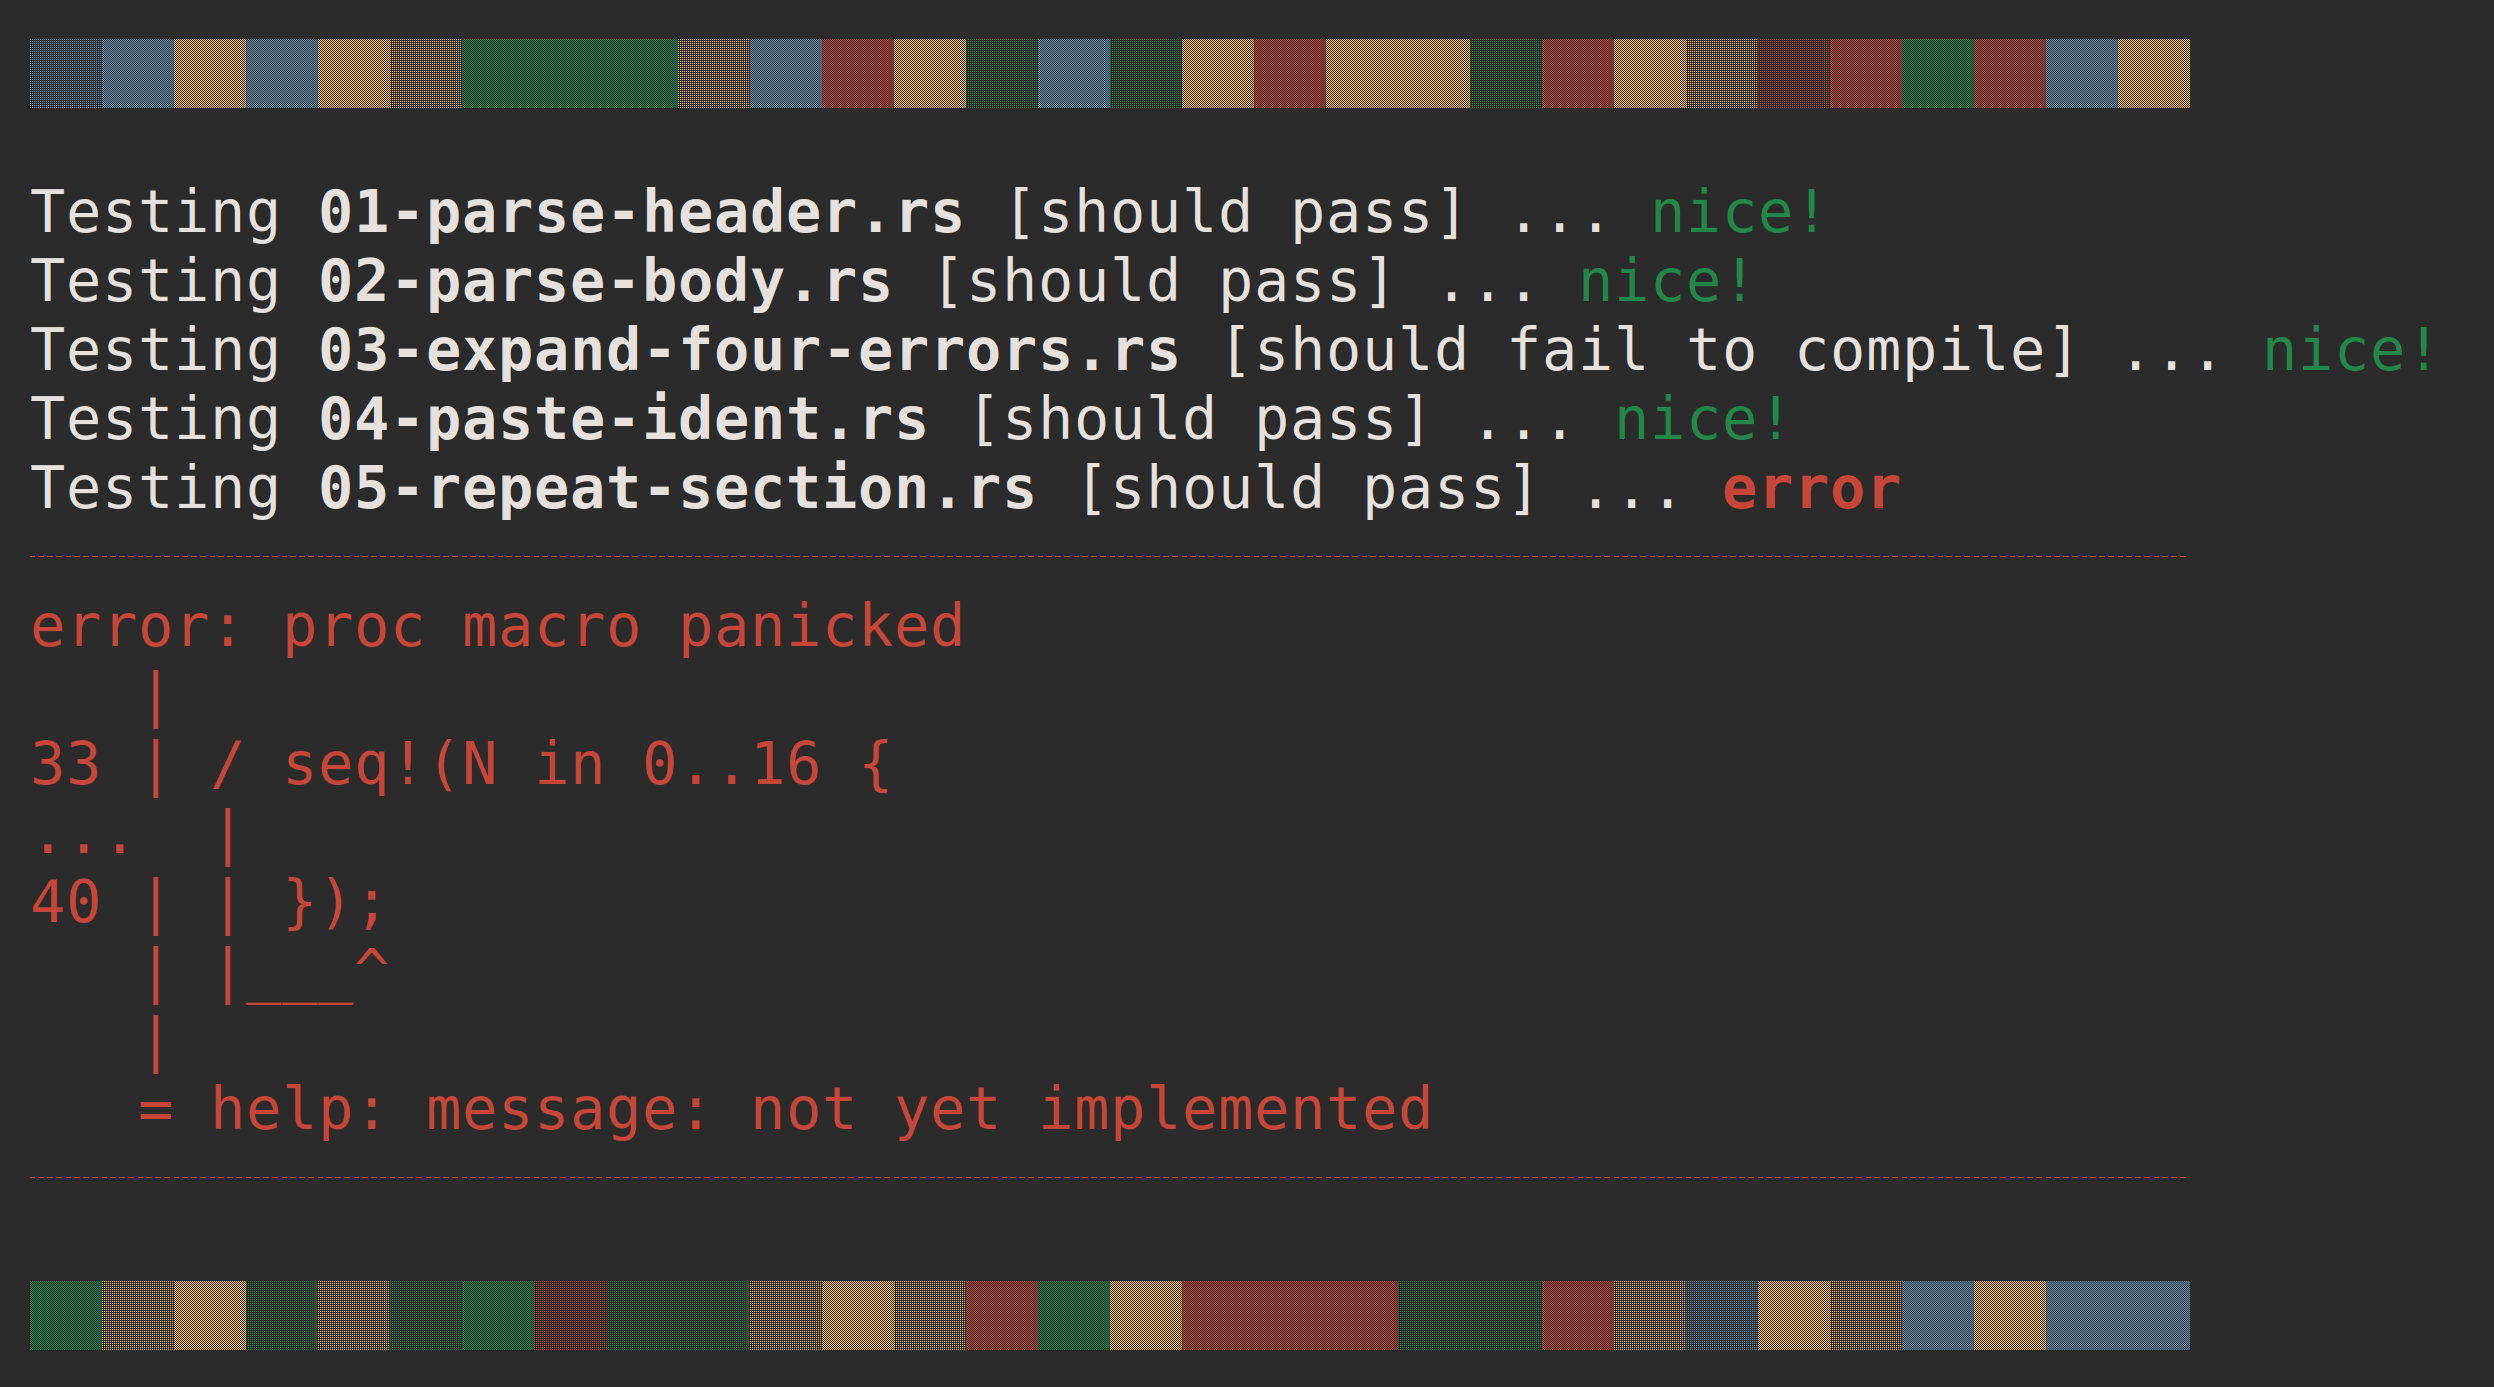 Testing 01-parse-header.rs [should pass] ... nice!
Testing 02-parse-body.rs [should pass] ... nice!
Testing 03-expand-four-errors.rs [should fail to compile] ... nice!
Testing 04-paste-ident.rs [should pass] ... nice!
Testing 05-repeat-section.rs [should pass] ... error
error: proc macro panicked
   |
33 | / seq!(N in 0..16 {
...  |
40 | | });
   | |___^
   |
   = help: message: not yet implemented